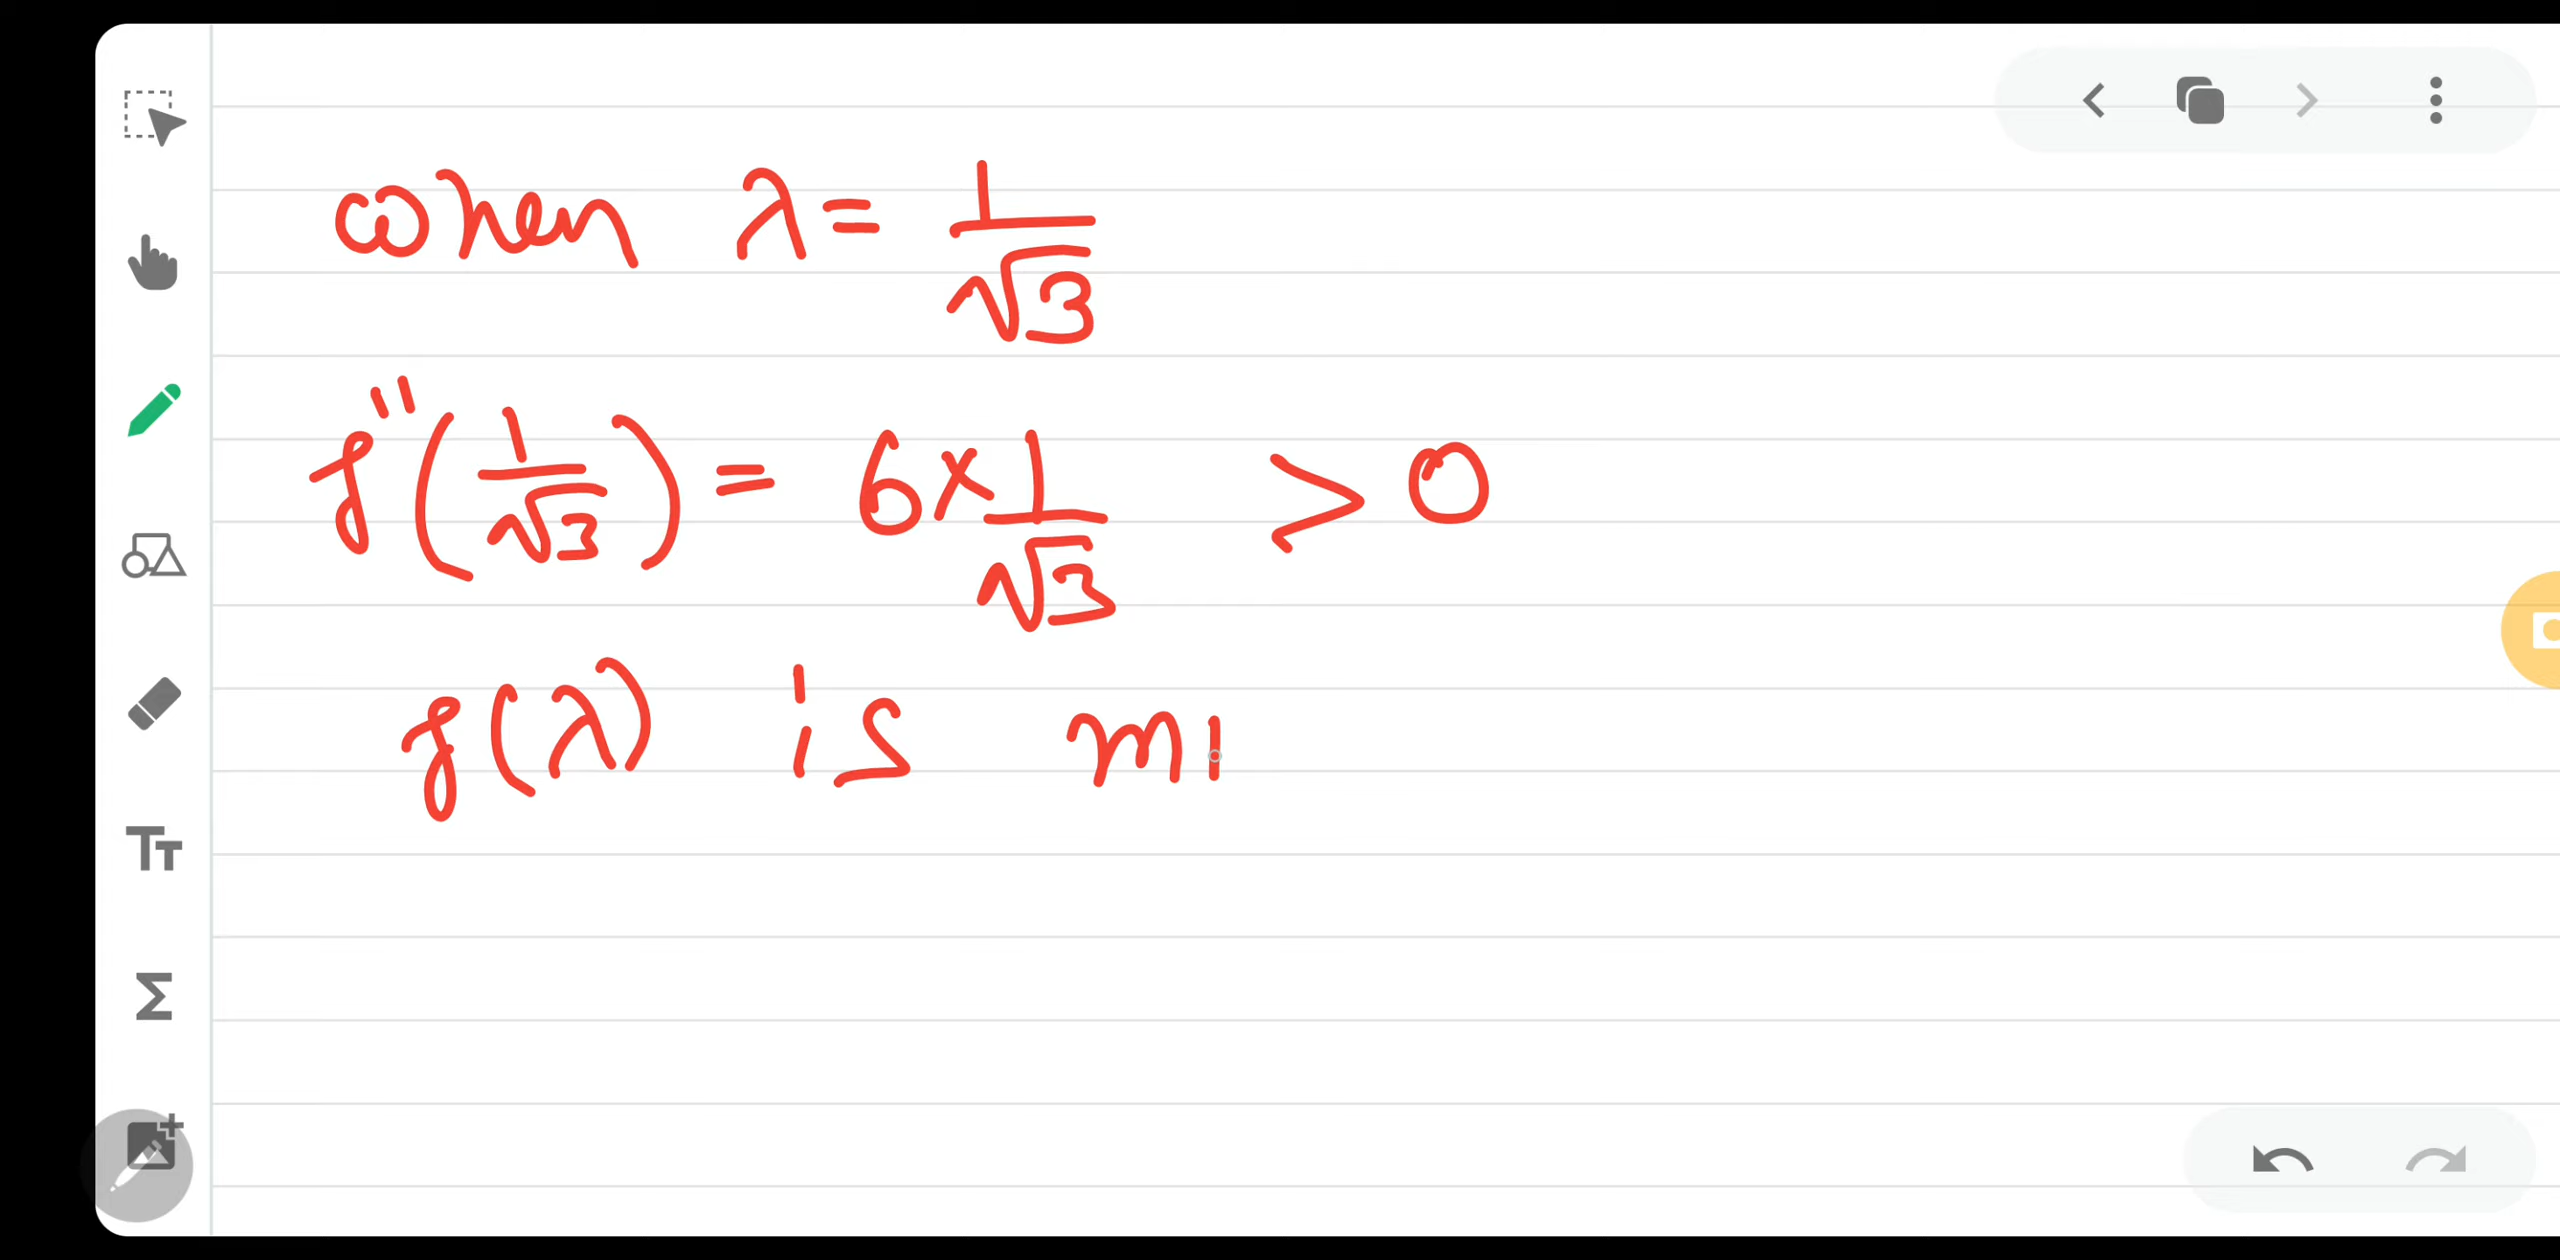 when λ = 1/√3
f''(1/√3) = 6×1/√3 > 0
f(λ) is mi